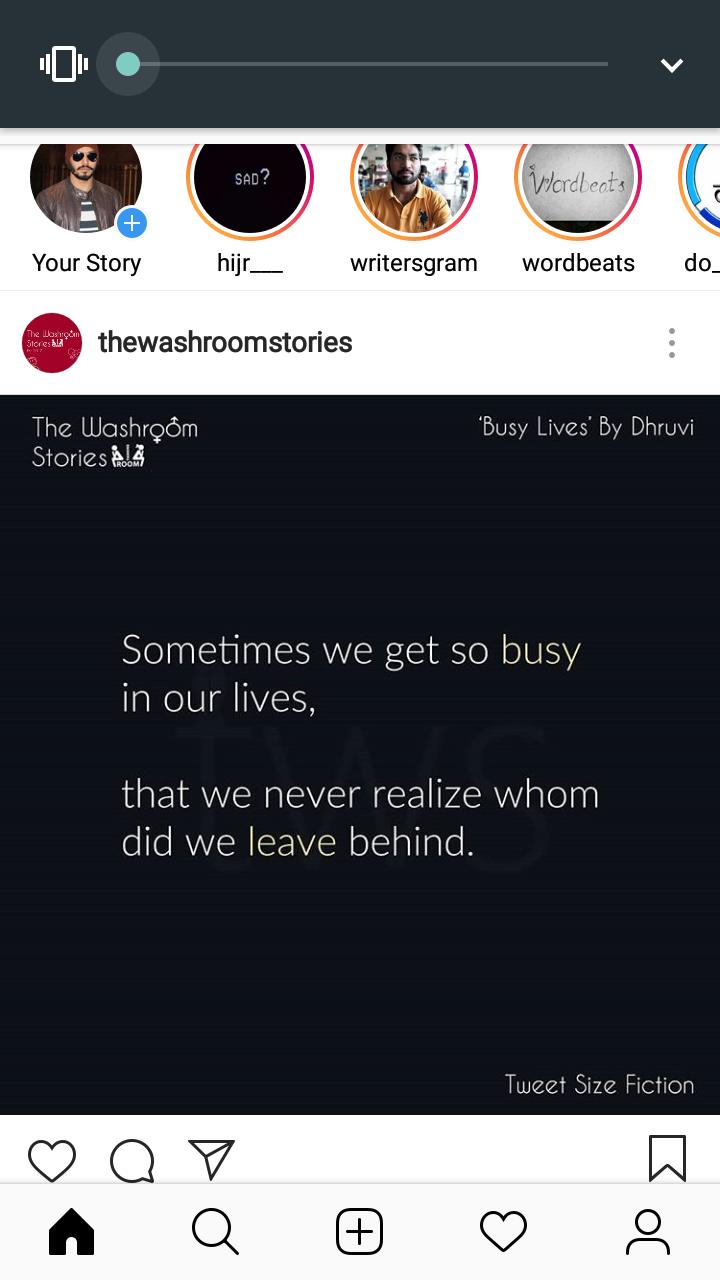 SAD?
Wordbeats
Your Story
hijr___
writersgram
wordbeats
do_
The Washroom
Stories
thewashroomstories
The Washroom
Stories
ROOM
'Busy Lives' By Dhruvi
Sometimes we get so busy
in our lives,
that we never realize whom
did we leave behind.
tws
Tweet Size Fiction